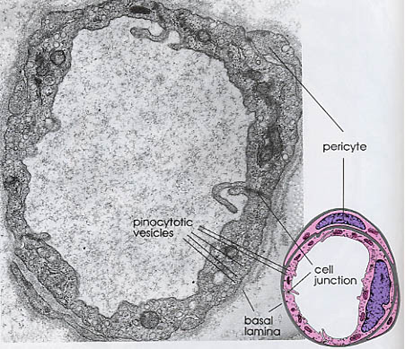 pericyte
pinocytotic
vesicles
cell
junction
basal
lamina